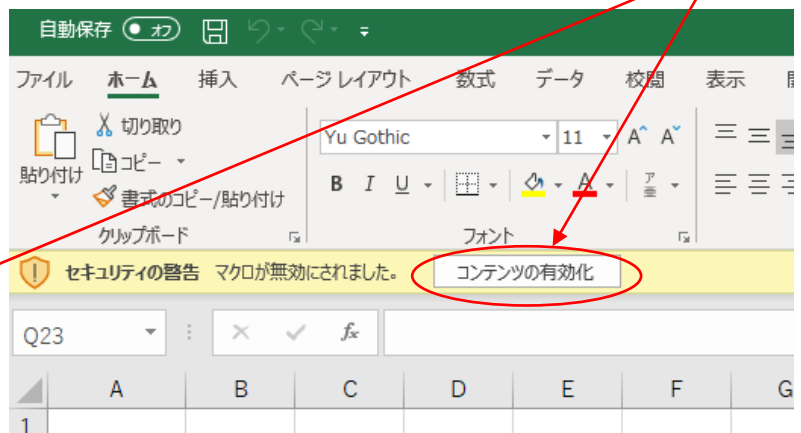 自動保存 オフ
ファイル ホーム 挿入 ページ レイアウト 数式 データ 校閲 表示
貼り付け
切り取り
コピー
書式のコピー/貼り付け
クリップボード
Yu Gothic 11 A A
B I U A ア 亜
フォント
セキュリティの警告 マクロが無効にされました。 コンテンツの有効化
Q23 fx
A B C D E F G
1